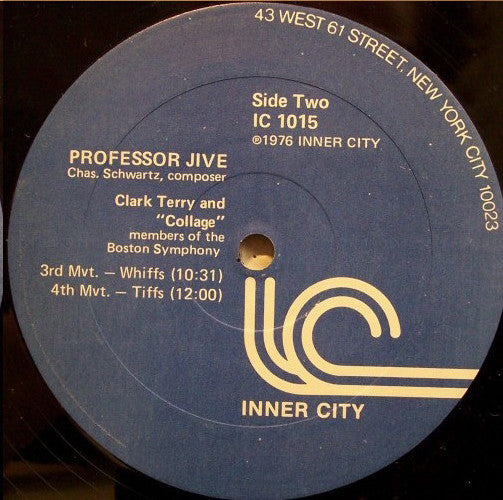 43 WEST 61 STREET, NEW YORK CITY 10023
Side Two
IC 1015
℗1976 INNER CITY
PROFESSOR JIVE
Chas. Schwartz, composer
Clark Terry and
"Collage"
members of the
Boston Symphony
3rd Mvt. — Whiffs (10:31)
4th Mvt. — Tiffs (12:00)
IC
INNER CITY